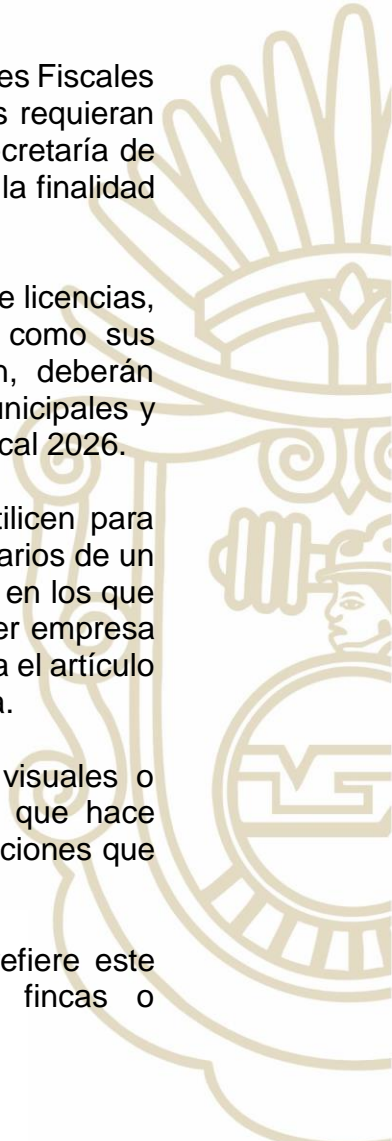 es Fiscales
s requieran
ecretaría de
la finalidad
e licencias,
como sus
n, deberán
unicipales y
cal 2026.
tilicen para
arios de un
en los que
er empresa
a el artículo
a.
visuales o
que hace
ciones que
efiere este
fincas o